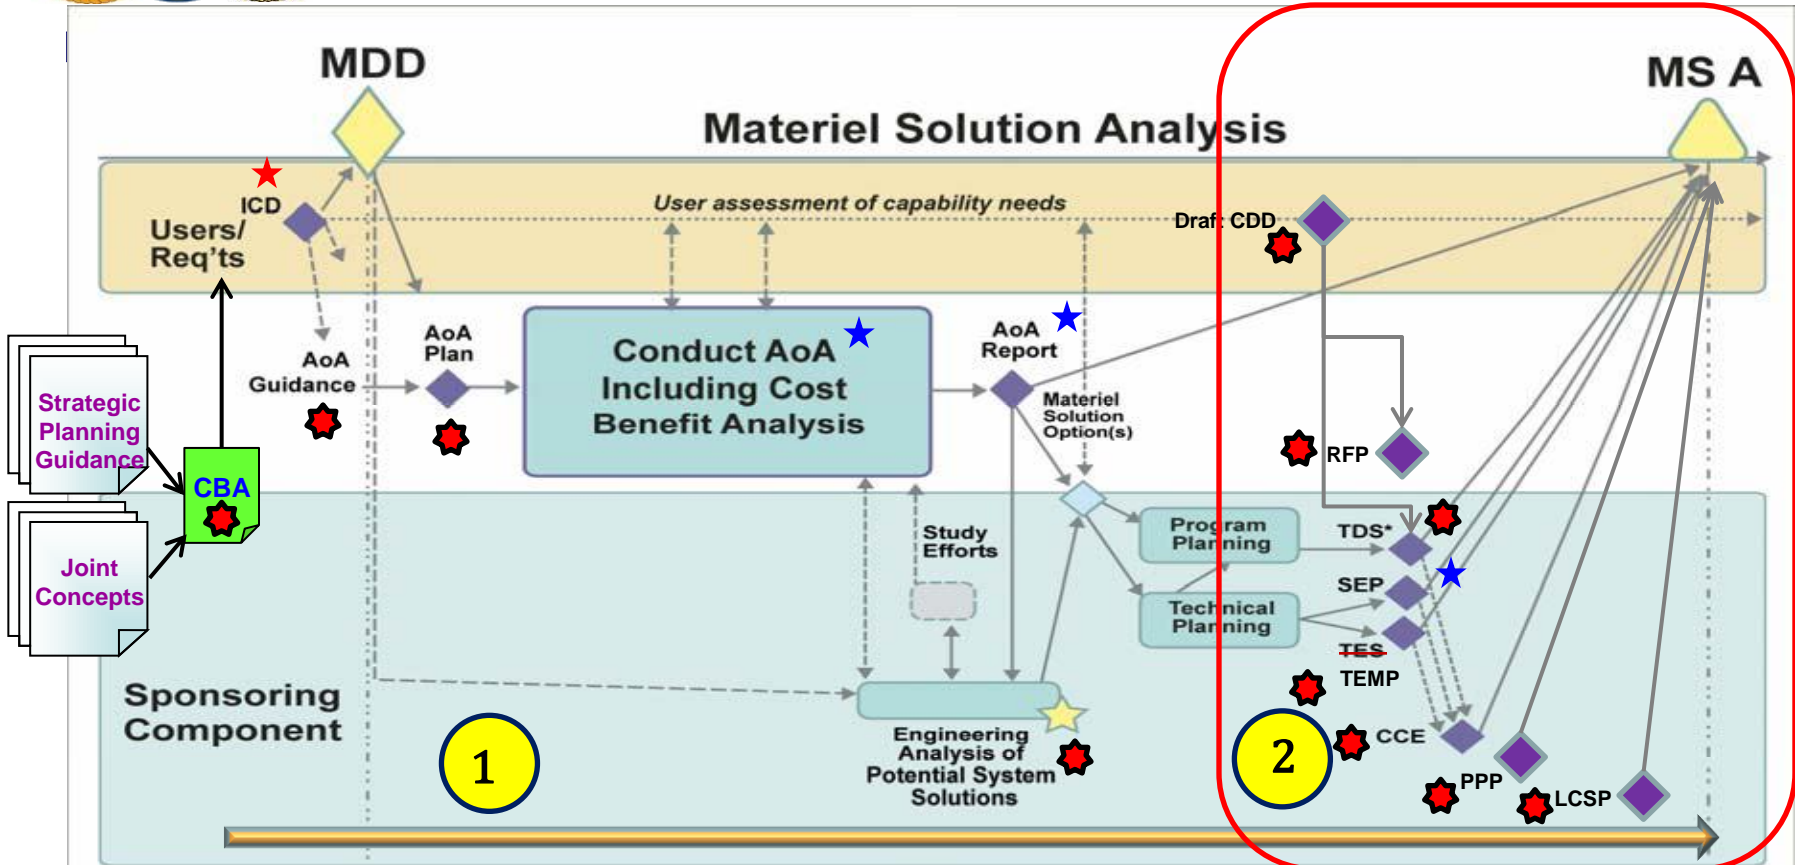 MDD
MS A
Materiel Solution Analysis
ICD
User assessment of capability needs
Draft CDD
Users/
Req'ts
AoA
Guidance
AoA
Plan
Conduct AoA
Including Cost
Benefit Analysis
AoA
Report
Materiel
Solution
Option(s)
RFP
Strategic
Planning
Guidance
CBA
Joint
Concepts
Study
Efforts
Program
Planning
Technical
Planning
TDS*
SEP
TES
TEMP
CCE
PPP
LCSP
Sponsoring
Component
1
Engineering
Analysis of
Potential System
Solutions
2